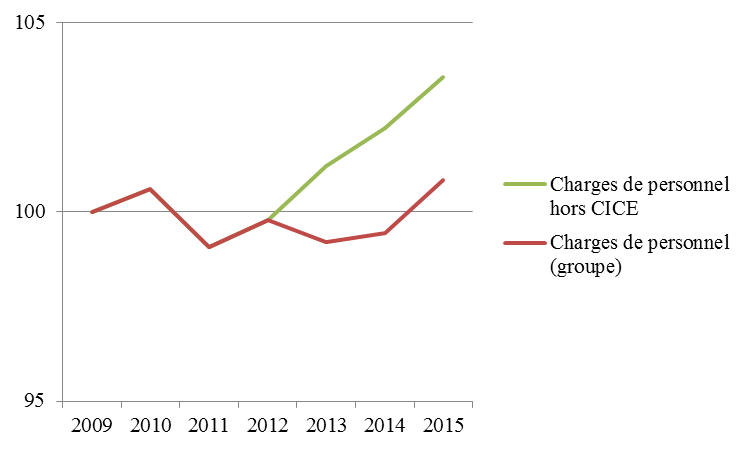 105
100
95
2009 2010 2011 2012 2013 2014 2015
Charges de personnel
hors CICE
Charges de personnel
(groupe)